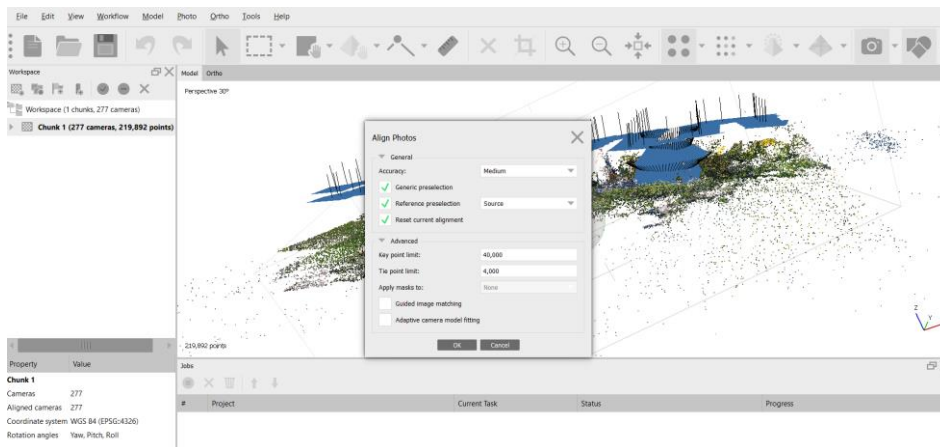 File Edit View Workflow Model Photo Ortho Tools Help
Workspace
Workspace (1 chunks, 277 cameras)
Chunk 1 (277 cameras, 219,892 points)
Property Value
Chunk 1
Cameras 277
Aligned cameras 277
Coordinate system WGS 84 (EPSG::4326)
Rotation angles Yaw, Pitch, Roll
Model Ortho
Perspective 30°
Align Photos
General
Accuracy: Medium
Generic preselection
Reference preselection Source
Reset current alignment
Advanced
Key point limit: 40,000
Tie point limit: 4,000
Apply masks to: None
Guided image matching
Adaptive camera model fitting
OK Cancel
219,892 points
Z
Y
Jobs
# Project Current Task Status Progress